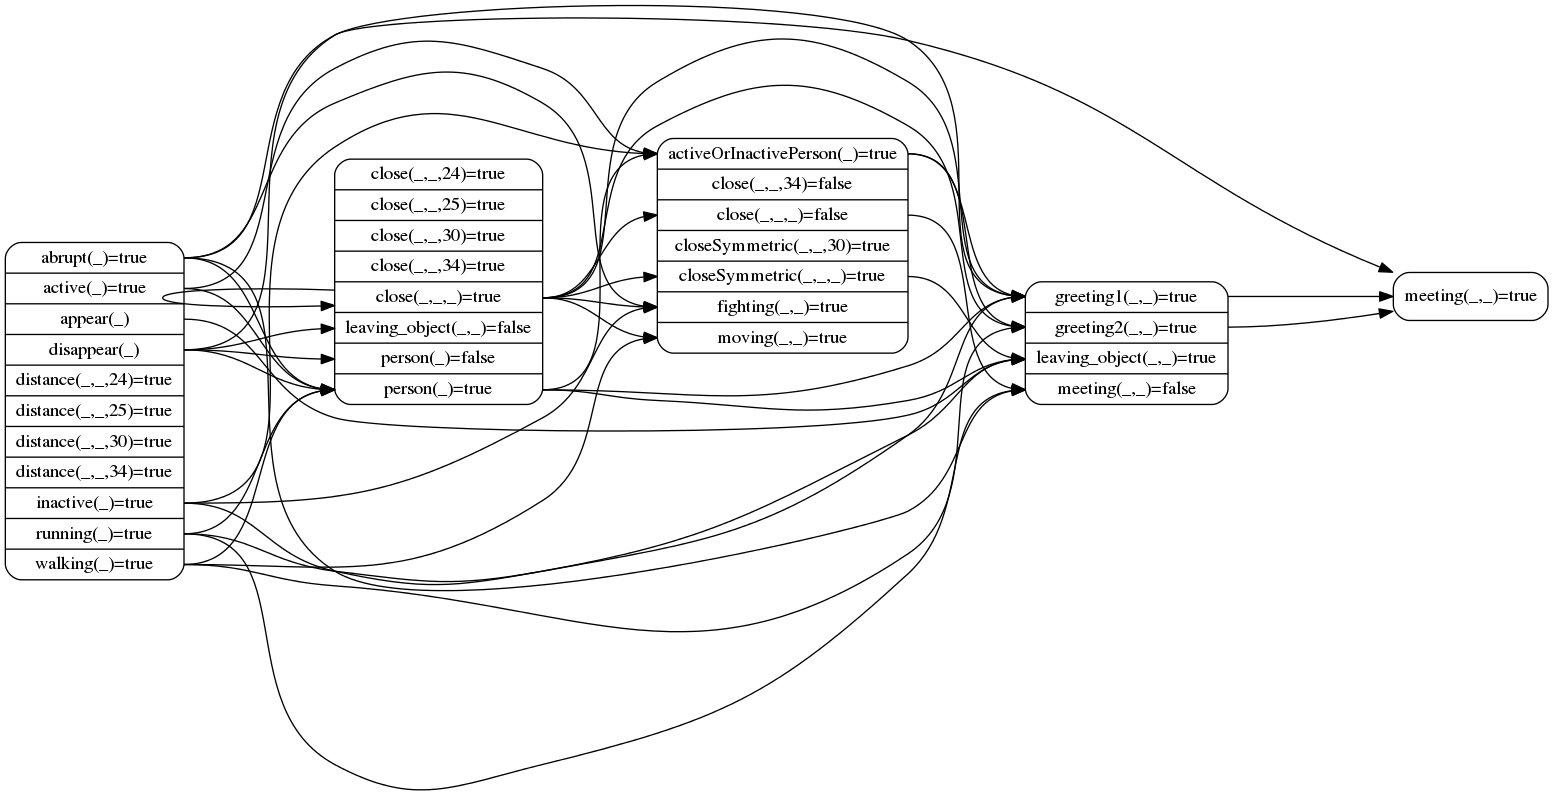 abrupt(_)=true
active(_)=true
appear(_)
disappear(_)
distance(_,_,24)=true
distance(_,_,25)=true
distance(_,_,30)=true
distance(_,_,34)=true
inactive(_)=true
running(_)=true
walking(_)=true
close(_,_,24)=true
close(_,_,25)=true
close(_,_,30)=true
close(_,_,34)=true
close(_,_,_)=true
leaving_object(_,_)=false
person(_)=false
person(_)=true
activeOrInactivePerson(_)=true
close(_,_,34)=false
close(_,_,_)=false
closeSymmetric(_,_,30)=true
closeSymmetric(_,_,_)=true
fighting(_,_)=true
moving(_,_)=true
greeting1(_,_)=true
greeting2(_,_)=true
leaving_object(_,_)=true
meeting(_,_)=false
meeting(_,_)=true